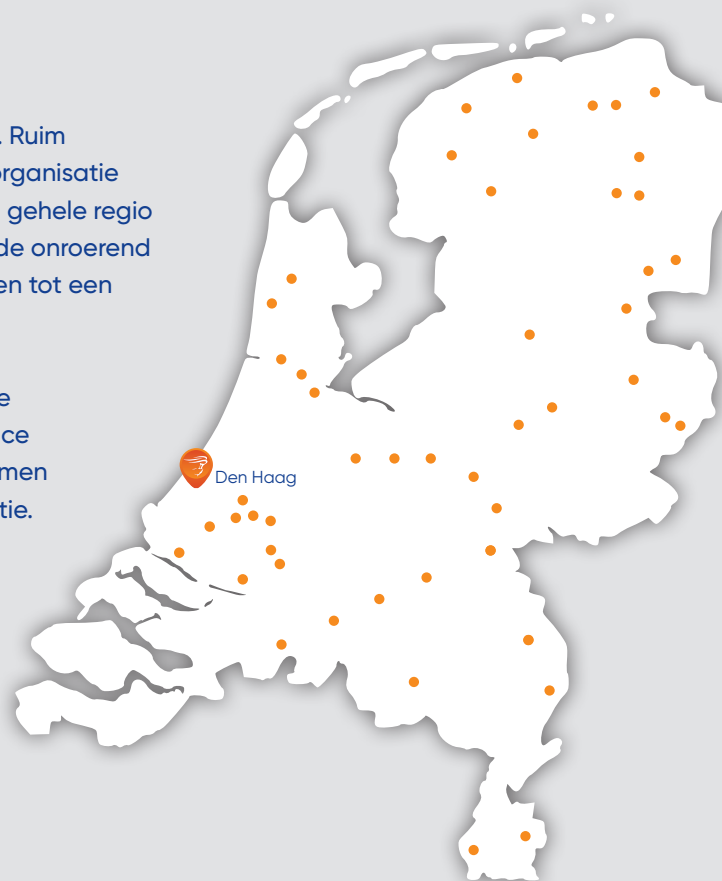 . Ruim
organisatie
gehele regio
de onroerend
en tot een
e
ce
men
tie.
Den Haag